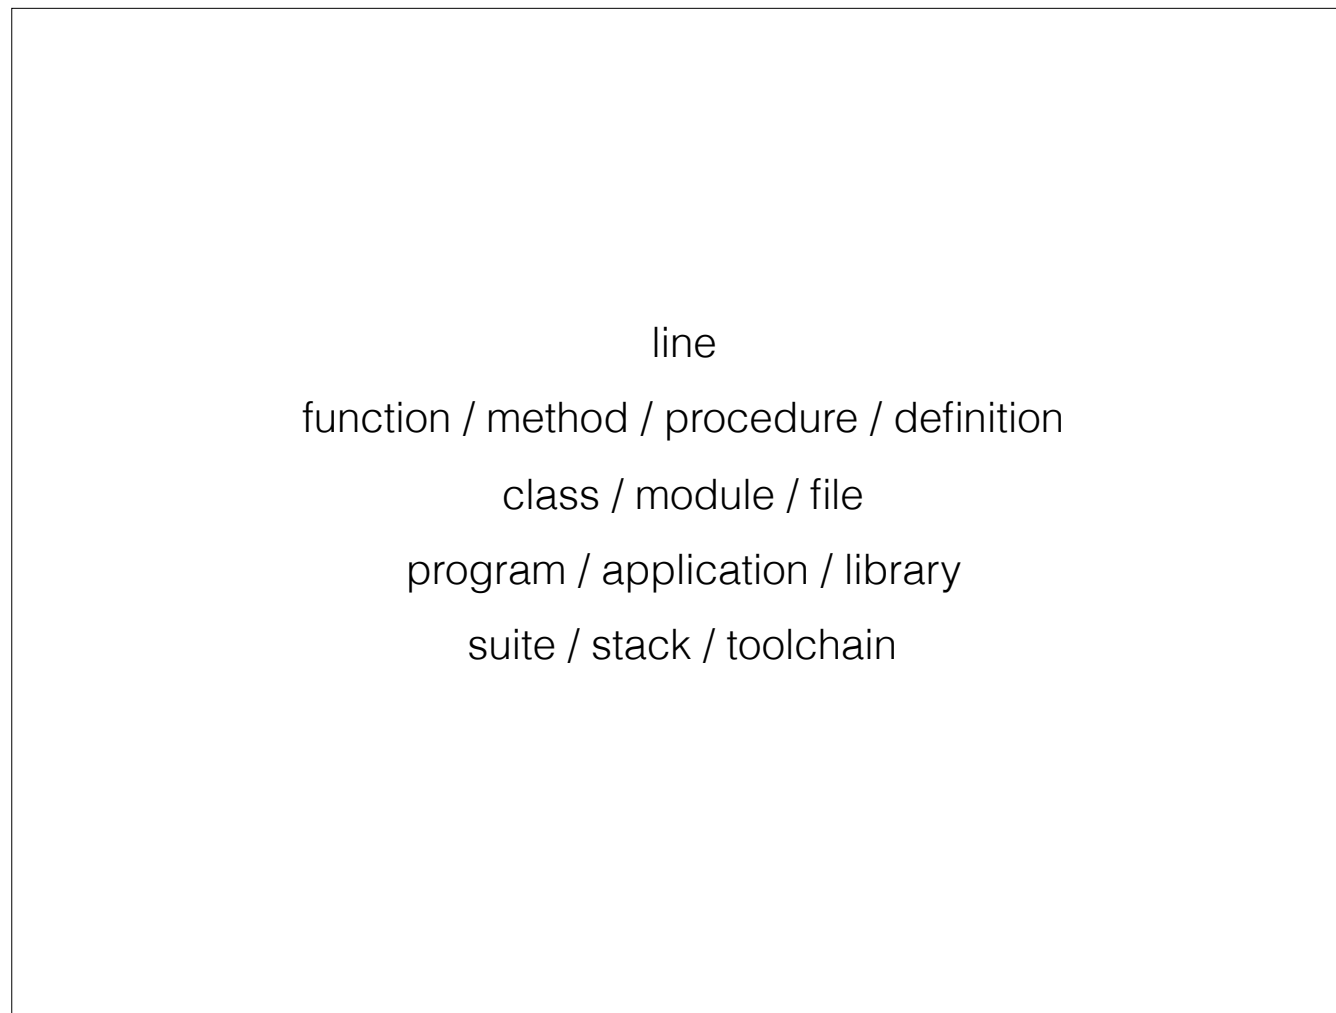 line
function / method / procedure / definition
class / module / file
program / application / library
suite / stack / toolchain